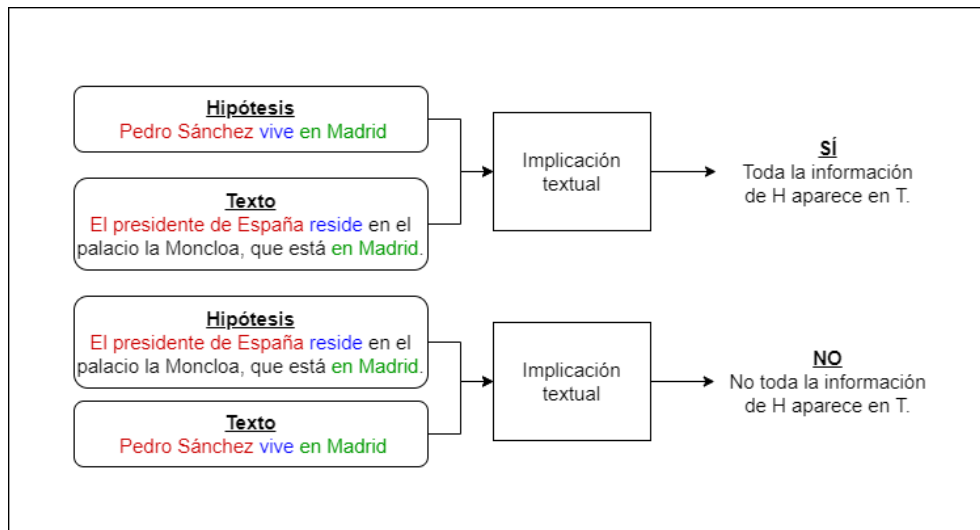 Hipótesis
Pedro Sánchez vive en Madrid
Texto
El presidente de España reside en el
palacio la Moncloa, que está en Madrid.
Implicación
textual
SÍ
Toda la información
de H aparece en T.
Hipótesis
El presidente de España reside en el
palacio la Moncloa, que está en Madrid.
Texto
Pedro Sánchez vive en Madrid
Implicación
textual
NO
No toda la información
de H aparece en T.